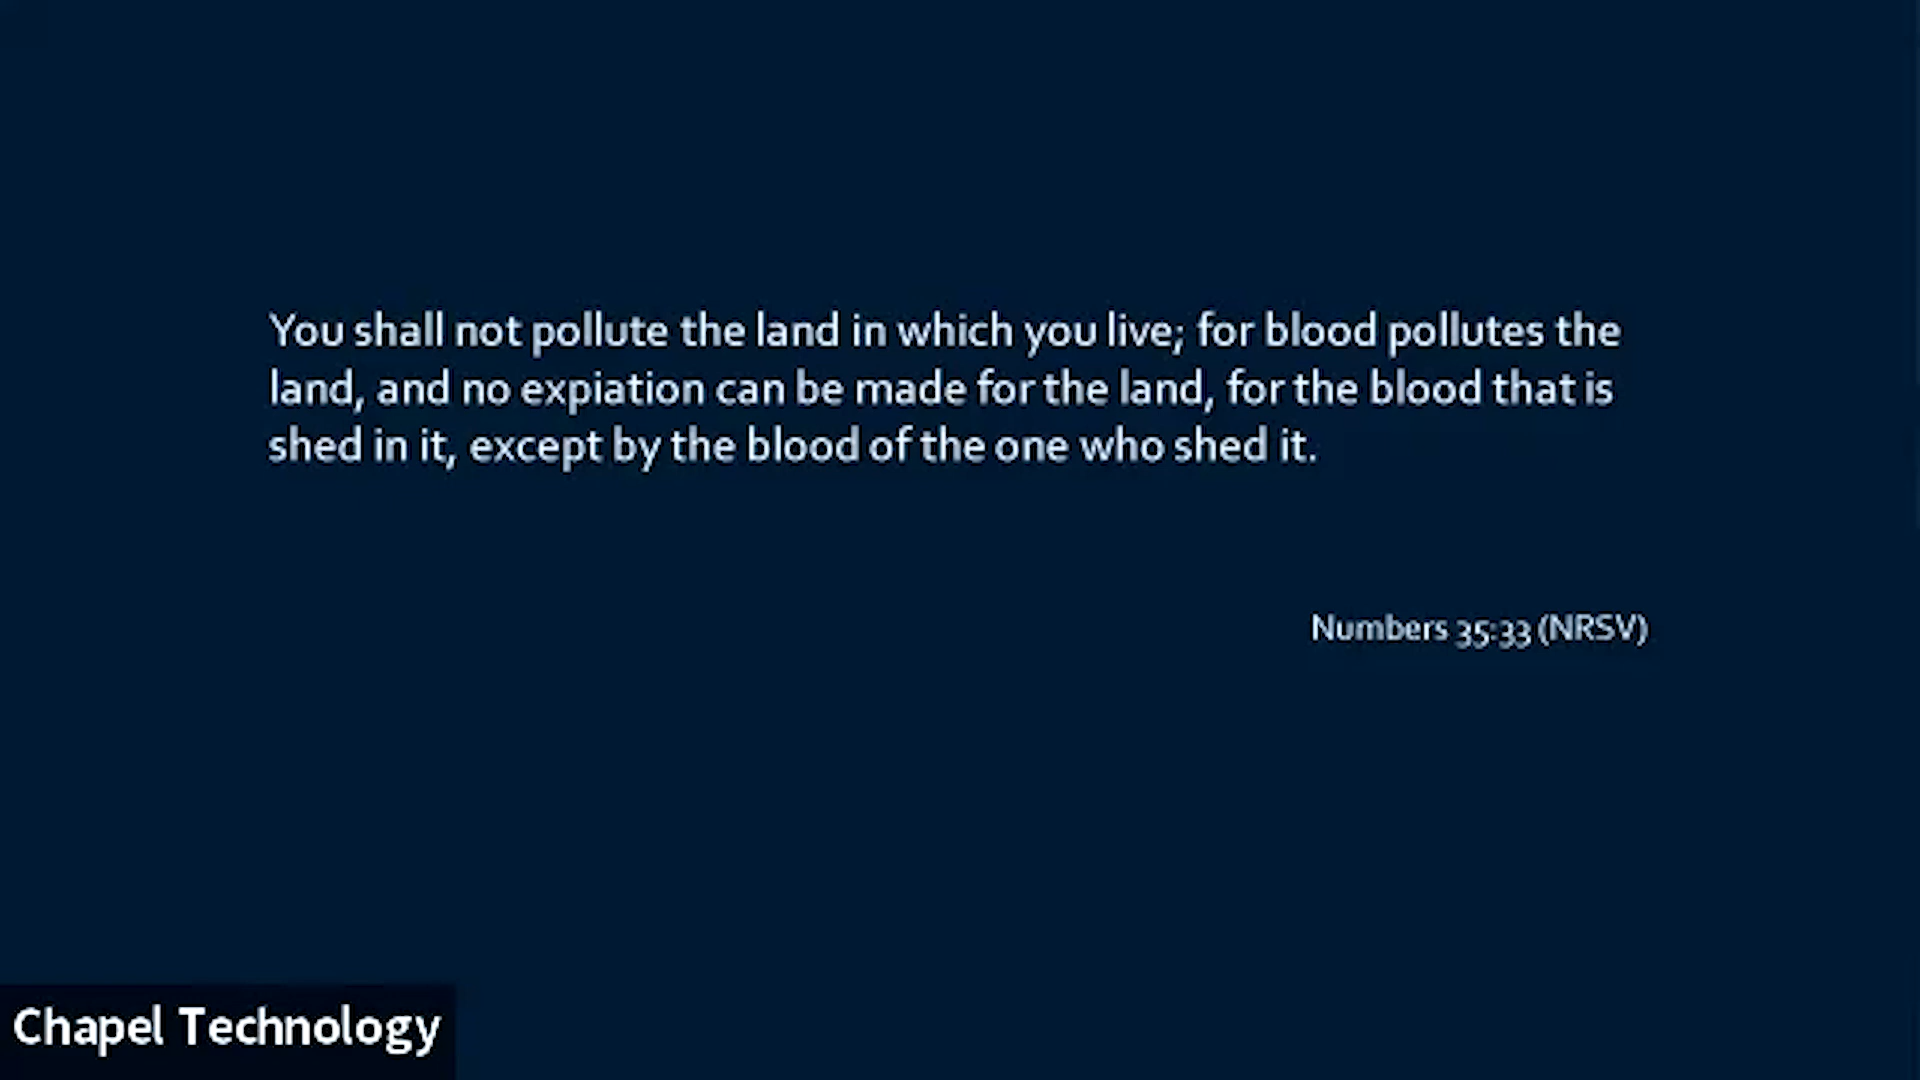 You shall not pollute the land in which you live; for blood pollutes the
land, and no expiation can be made for the land, for the blood that is
shed in it, except by the blood of the one who shed it.
Numbers 35:33 (NRSV)
Chapel Technology